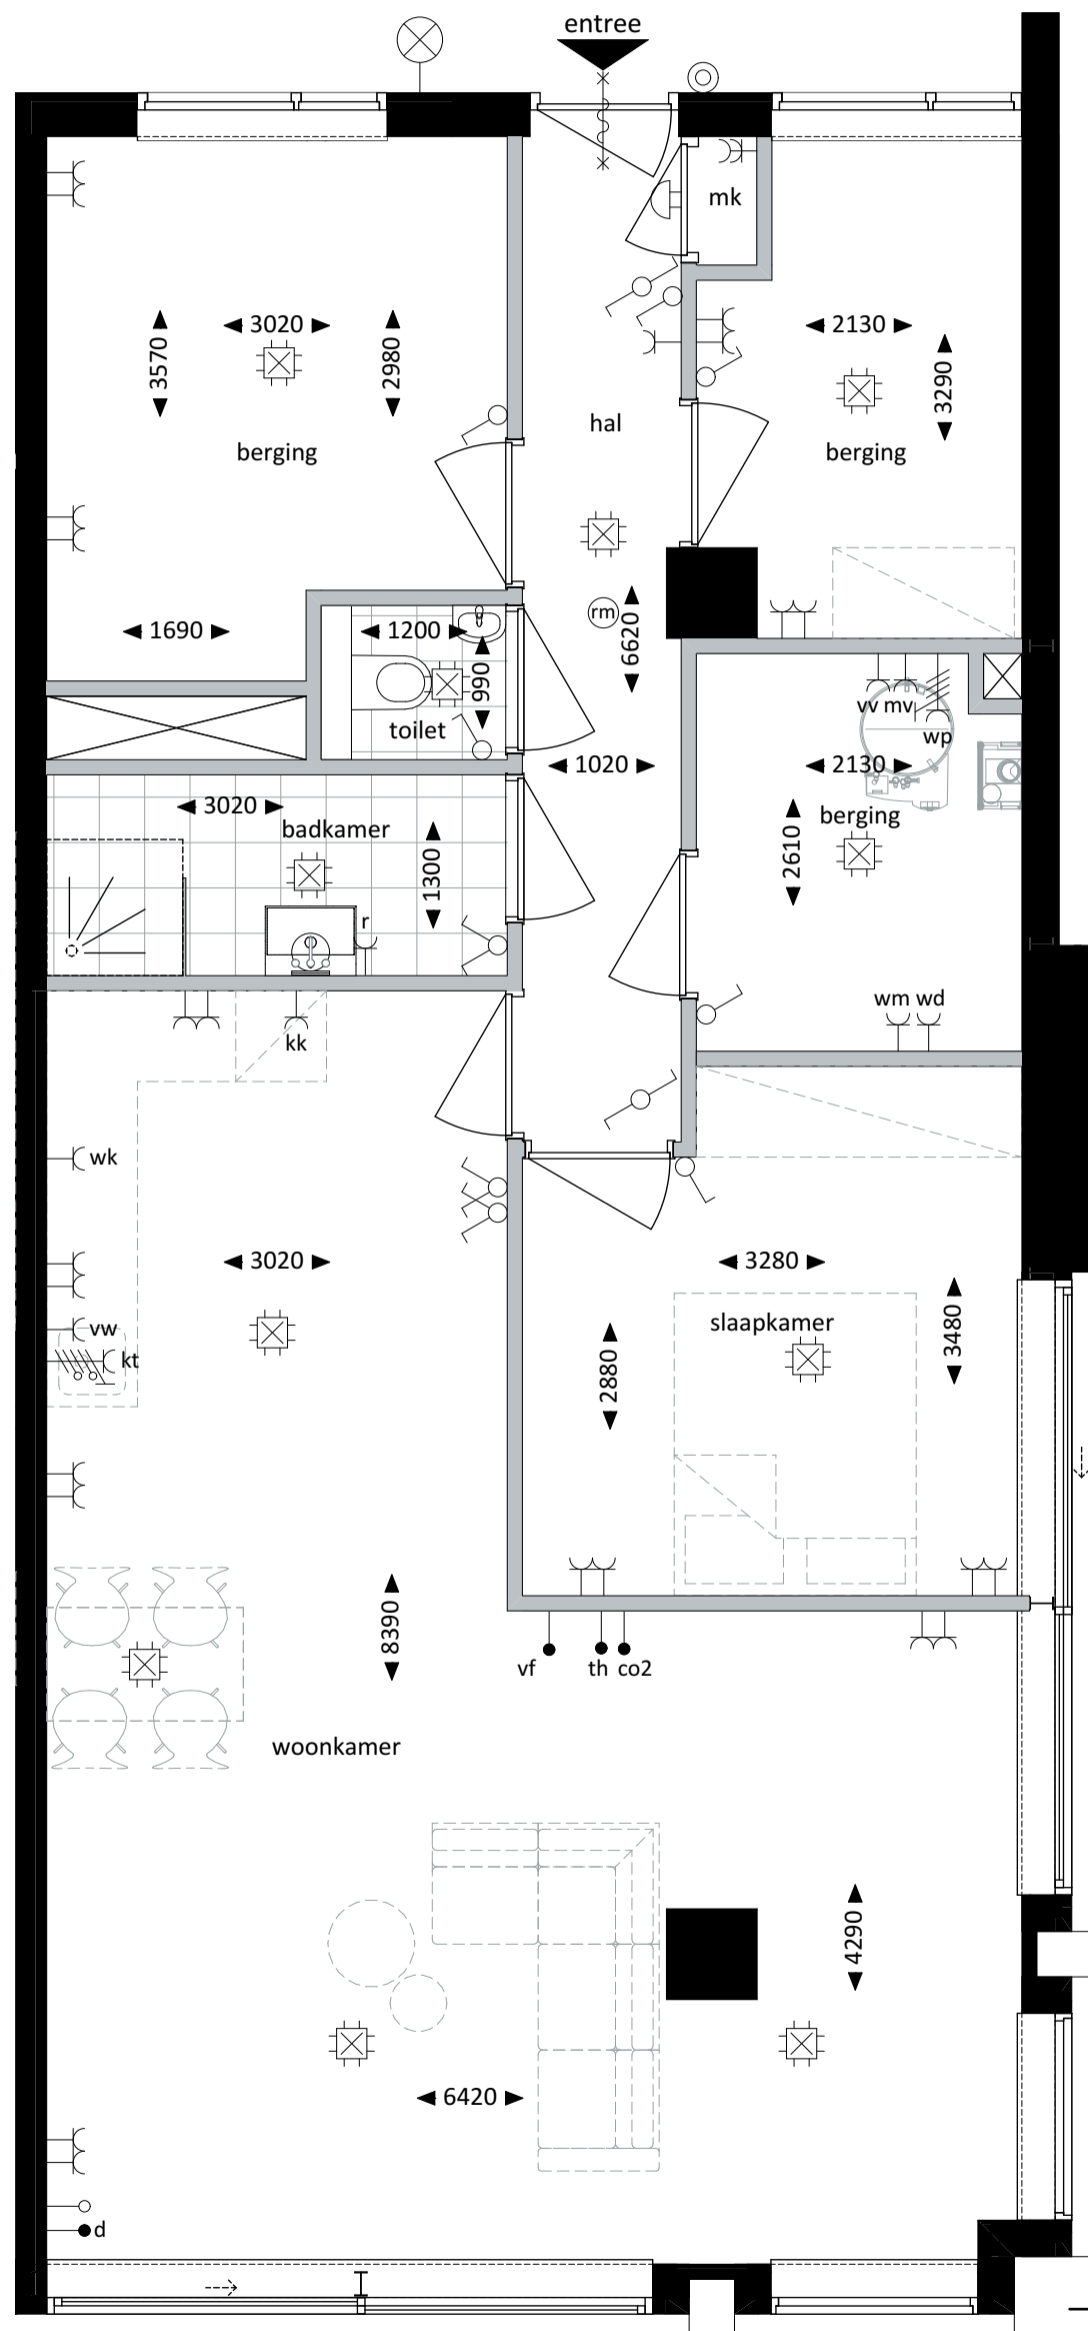 entree
mk
3020
3570
2980
berging
hal
2130
3290
berging
1690
1200
990
toilet
rm
6620
1020
vv mv
wp
2130
berging
2610
3020
badkamer
1300
r
wm wd
kk
wk
3020
vw
kt
3280
slaapkamer
2880
3480
8390
vf
th
co2
woonkamer
4290
6420
d